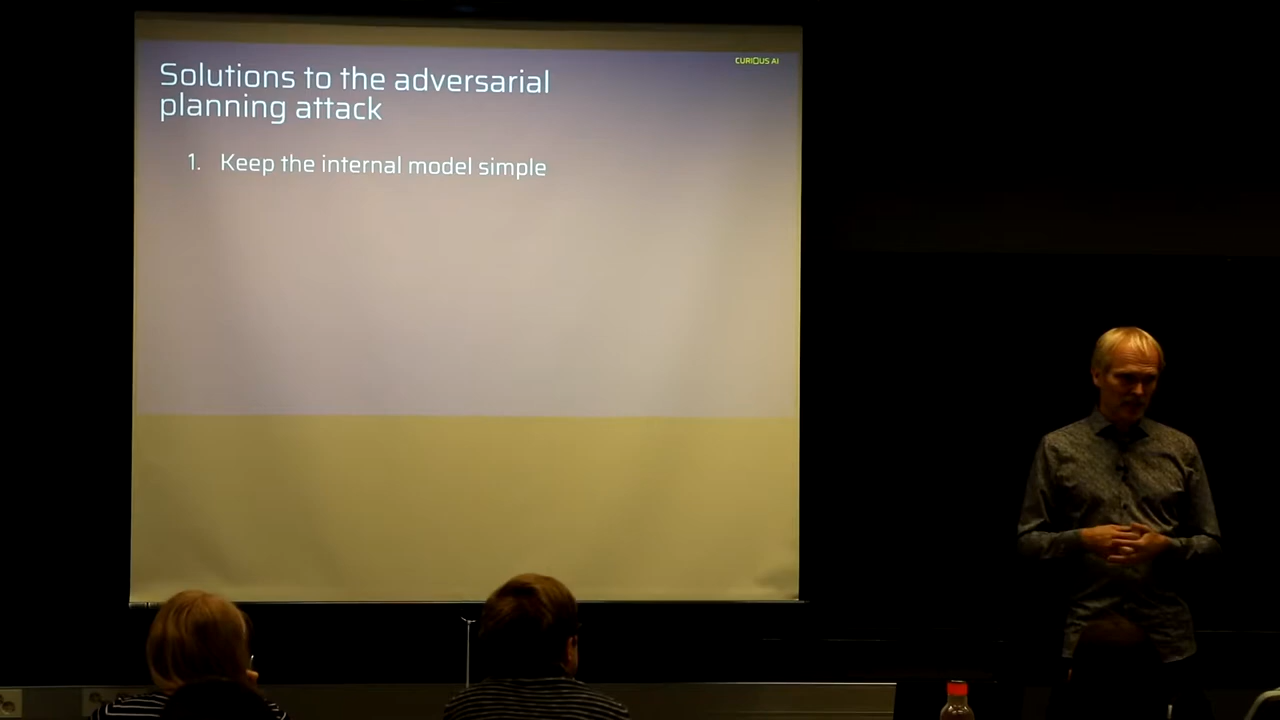 CURIOUS AI
Solutions to the adversarial
planning attack
1. Keep the internal model simple